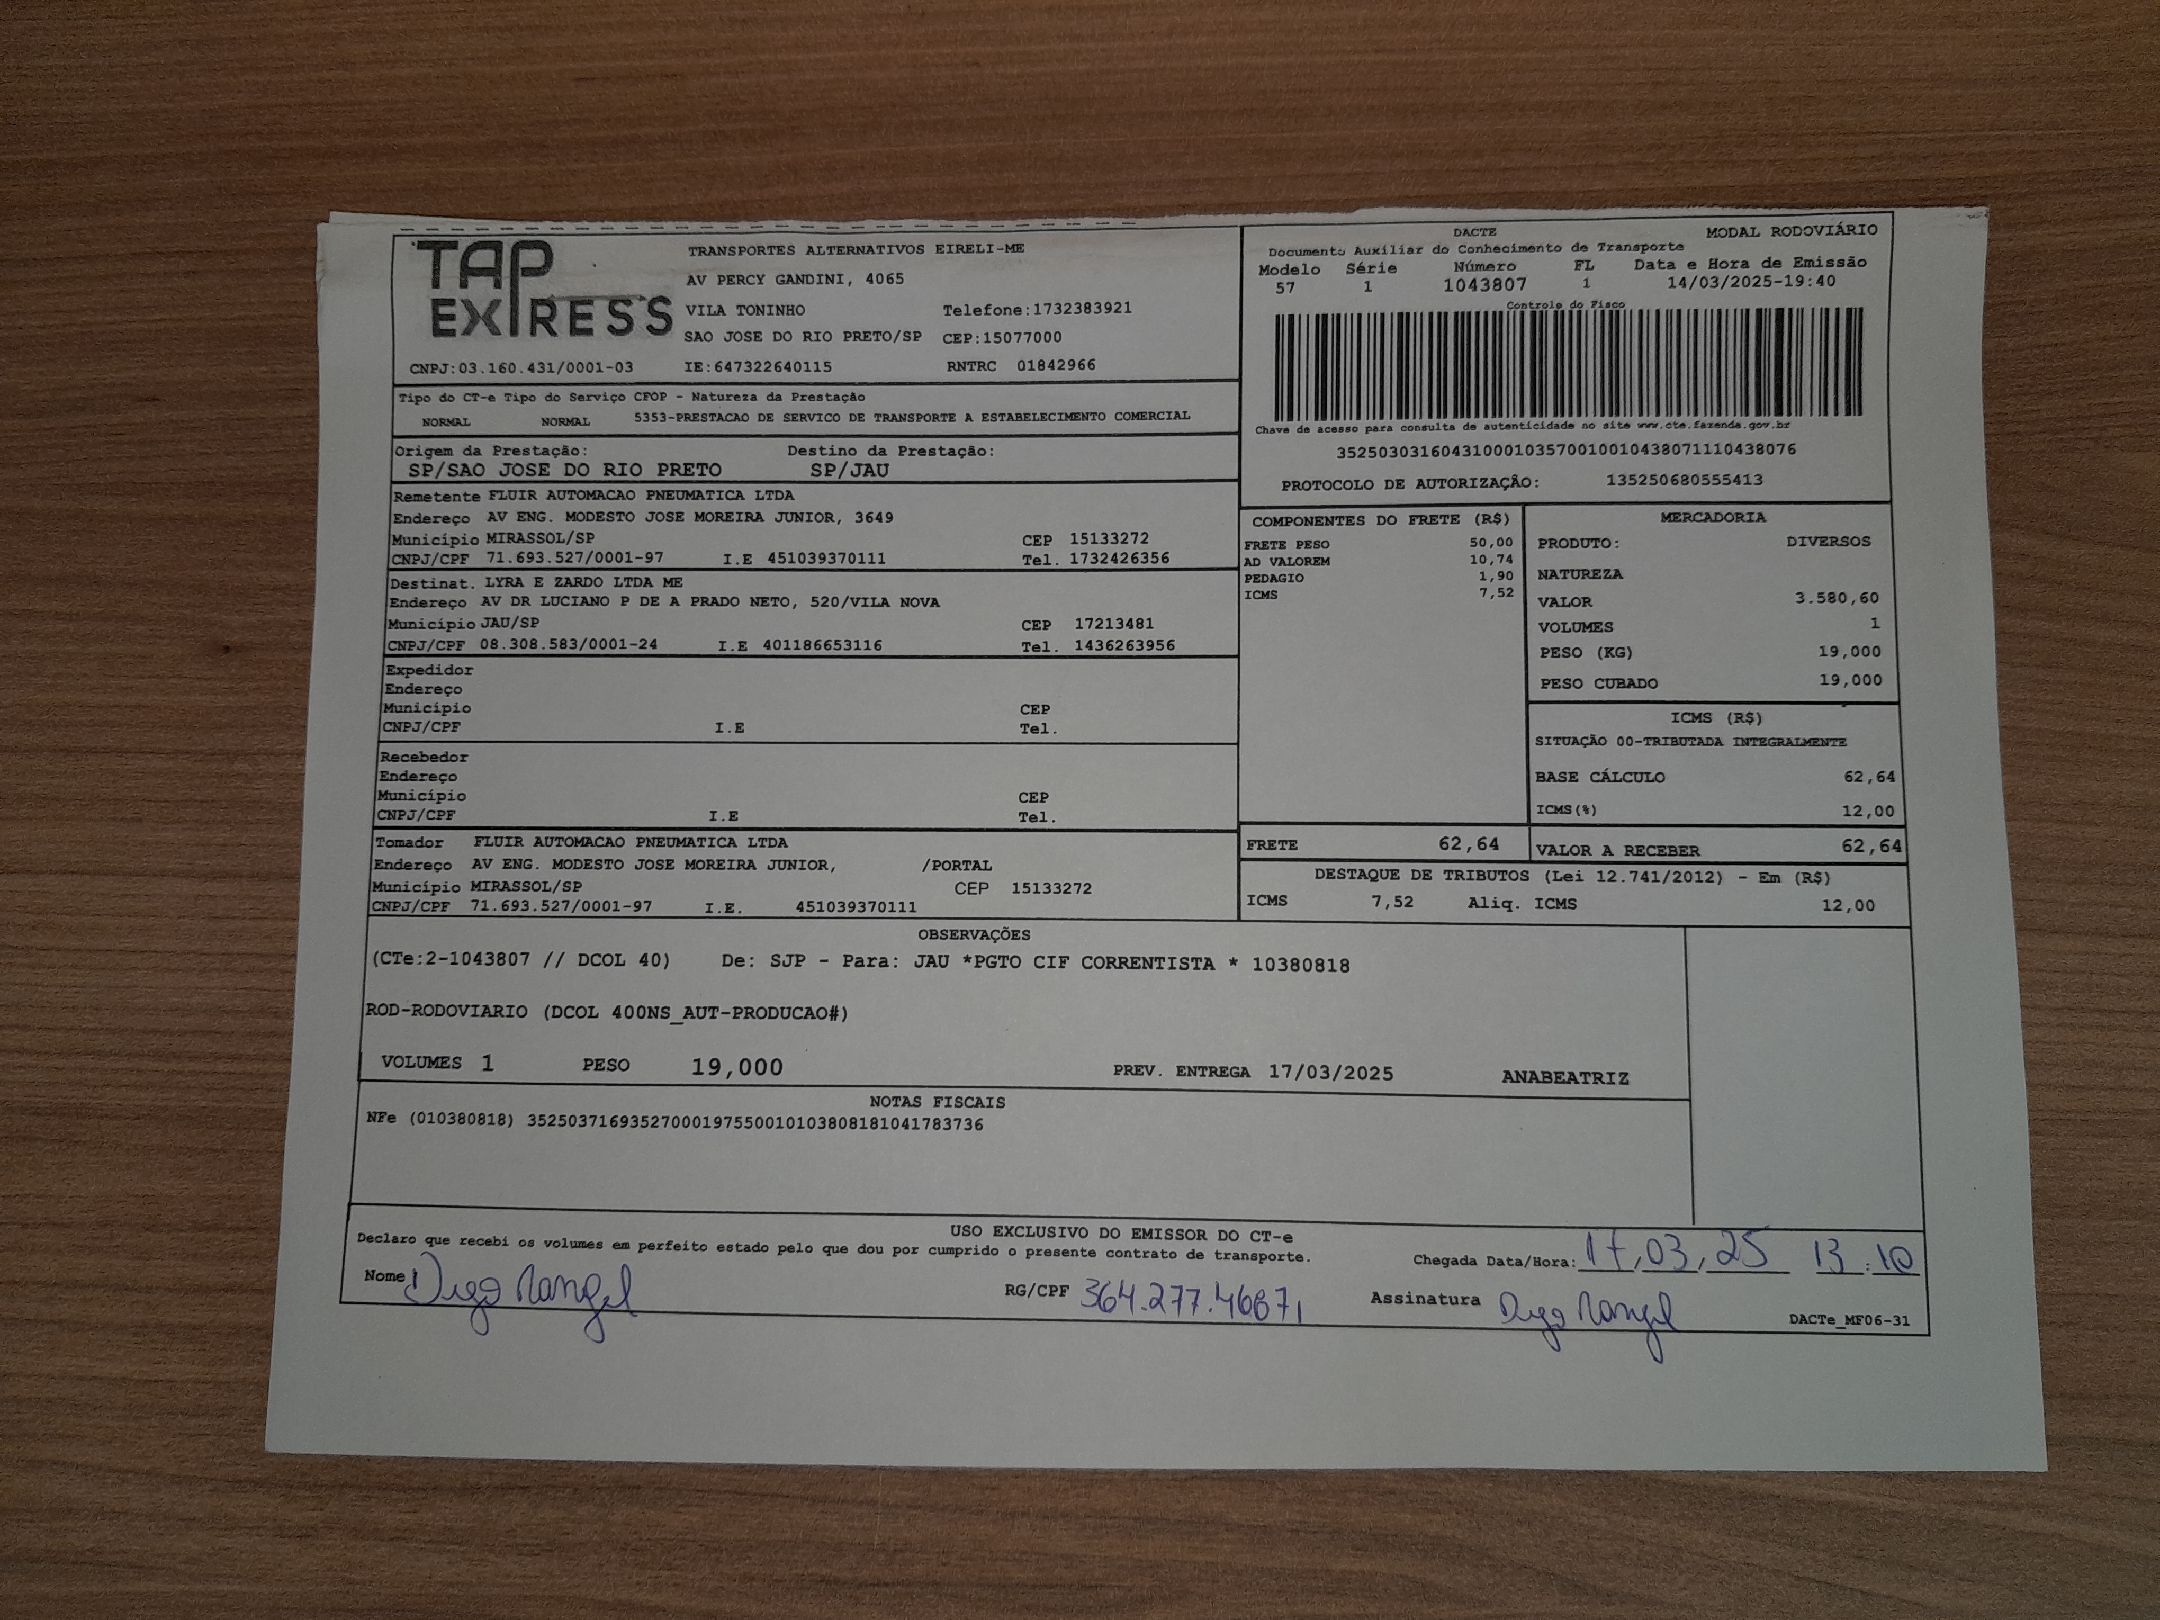 TAP EXPRESS
TRANSPORTES ALTERNATIVOS EIRELI-ME
AV PERCY GANDINI, 4065
VILA TONINHO Telefone:1732383921
SAO JOSE DO RIO PRETO/SP CEP:15077000
CNPJ:03.160.431/0001-03 IE:647322640115 RNTRC 01842966
DACTE MODAL RODOVIÁRIO
Documento Auxiliar do Conhecimento de Transporte
Modelo Série Número FL Data e Hora de Emissão
57 1 1043807 1 14/03/2025-19:40
Controle do Fisco
Chave de acesso para consulta de autenticidade no site www.cte.fazenda.gov.br
35250303160431000103570010010438071110438076
PROTOCOLO DE AUTORIZAÇÃO: 135250680555413
Tipo do CT-e Tipo do Serviço CFOP - Natureza da Prestação
NORMAL NORMAL 5353-PRESTACAO DE SERVICO DE TRANSPORTE A ESTABELECIMENTO COMERCIAL
Origem da Prestação: Destino da Prestação:
SP/SAO JOSE DO RIO PRETO SP/JAU
Remetente FLUIR AUTOMACAO PNEUMATICA LTDA
Endereço AV ENG. MODESTO JOSE MOREIRA JUNIOR, 3649
Município MIRASSOL/SP CEP 15133272
CNPJ/CPF 71.693.527/0001-97 I.E 451039370111 Tel. 1732426356
Destinat. LYRA E ZARDO LTDA ME
Endereço AV DR LUCIANO P DE A PRADO NETO, 520/VILA NOVA
Município JAU/SP CEP 17213481
CNPJ/CPF 08.308.583/0001-24 I.E 401186653116 Tel. 1436263956
Expedidor
Endereço
Município CEP
CNPJ/CPF I.E Tel.
Recebedor
Endereço
Município CEP
CNPJ/CPF I.E Tel.
Tomador FLUIR AUTOMACAO PNEUMATICA LTDA
Endereço AV ENG. MODESTO JOSE MOREIRA JUNIOR, /PORTAL
Município MIRASSOL/SP CEP 15133272
CNPJ/CPF 71.693.527/0001-97 I.E. 451039370111
COMPONENTES DO FRETE (R$)
FRETE PESO 50,00
AD VALOREM 10,74
PEDAGIO 1,90
ICMS 7,52
FRETE 62,64
MERCADORIA
PRODUTO: DIVERSOS
NATUREZA
VALOR 3.580,60
VOLUMES 1
PESO (KG) 19,000
PESO CUBADO 19,000
ICMS (R$)
SITUAÇÃO 00-TRIBUTADA INTEGRALMENTE
BASE CÁLCULO 62,64
ICMS(%) 12,00
VALOR A RECEBER 62,64
DESTAQUE DE TRIBUTOS (Lei 12.741/2012) - Em (R$)
ICMS 7,52 Aliq. ICMS 12,00
OBSERVAÇÕES
(CTe:2-1043807 // DCOL 40) De: SJP - Para: JAU *PGTO CIF CORRENTISTA * 10380818
ROD-RODOVIARIO (DCOL 400NS_AUT-PRODUCAO#)
VOLUMES 1 PESO 19,000 PREV. ENTREGA 17/03/2025 ANABEATRIZ
NOTAS FISCAIS
NFe (010380818) 35250371693527000197550010103808181041783736
USO EXCLUSIVO DO EMISSOR DO CT-e
Declaro que recebi os volumes em perfeito estado pelo que dou por cumprido o presente contrato de transporte.
Chegada Data/Hora: 17,03,25 13:10
Nome Diego Rangel RG/CPF 364.277.46871 Assinatura Diego Rangel
DACTe_MF06-31